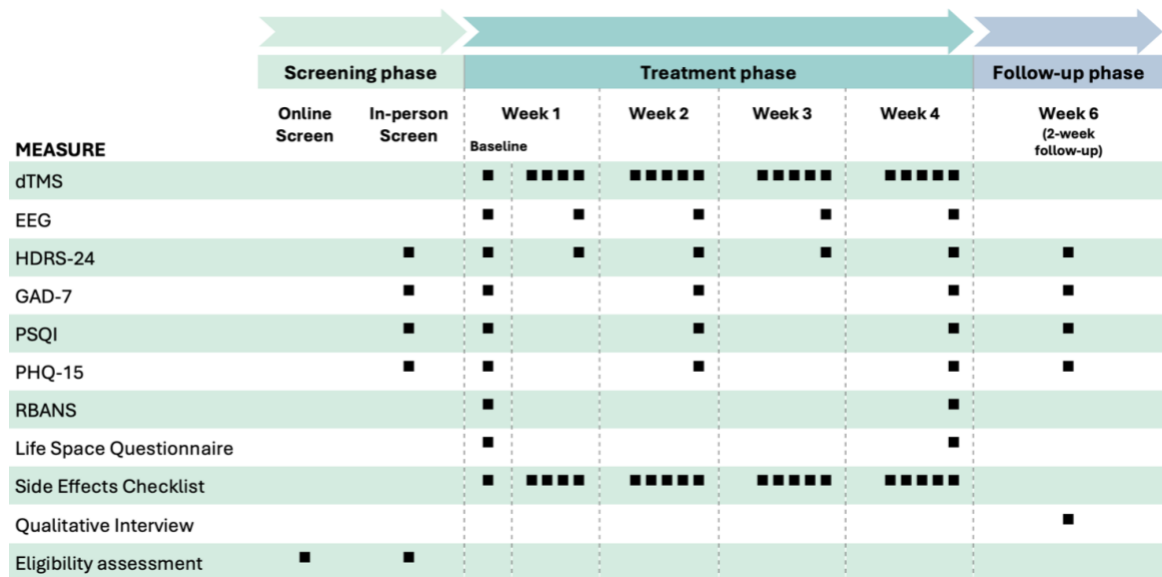 Screening phase
Treatment phase
Follow-up phase
Online
Screen
In-person
Screen
Week 1
Week 2
Week 3
Week 4
Week 6
(2-week
follow-up)
Baseline
MEASURE
dTMS
EEG
HDRS-24
GAD-7
PSQI
PHQ-15
RBANS
Life Space Questionnaire
Side Effects Checklist
Qualitative Interview
Eligibility assessment